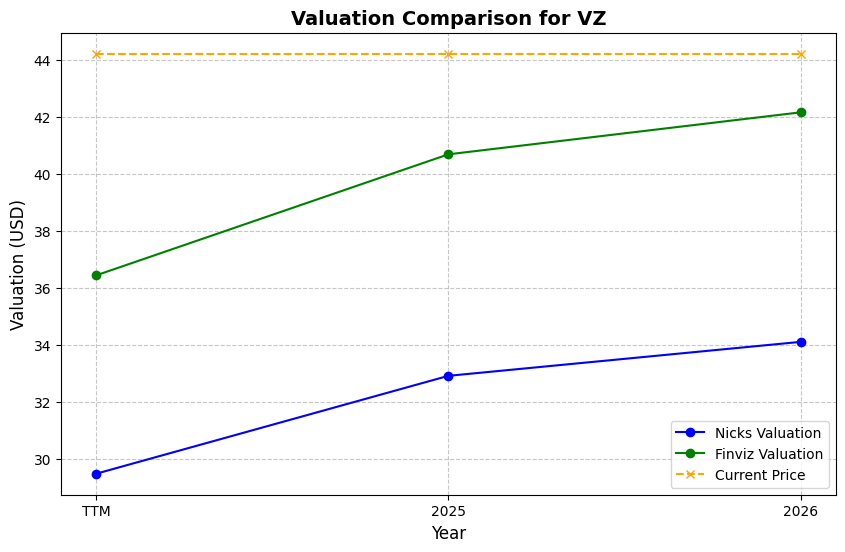 Valuation Comparison for VZ
Valuation (USD)
44
42
40
38
36
34
32
30
TTM
2025
2026
Year
Nicks Valuation
Finviz Valuation
Current Price